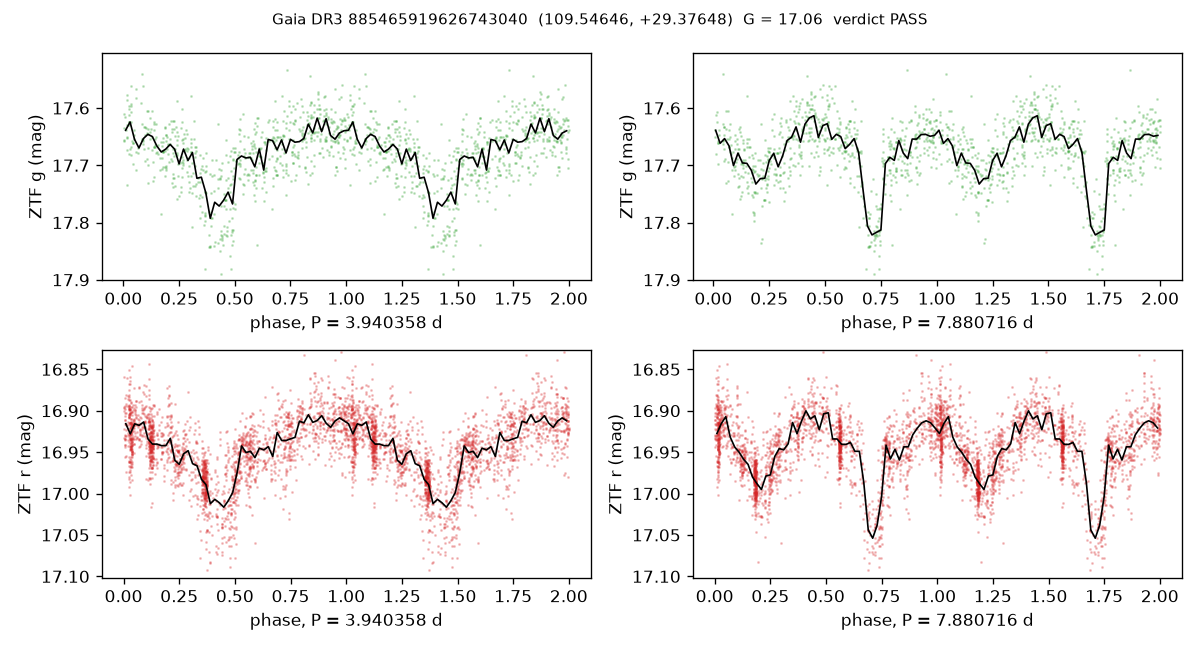 Gaia DR3 885465919626743040  (109.54646, +29.37648)  G = 17.06  verdict PASS
ZTF g (mag)
17.6
17.7
17.8
17.9
0.00 0.25 0.50 0.75 1.00 1.25 1.50 1.75 2.00
phase, P = 3.940358 d
ZTF g (mag)
17.6
17.7
17.8
17.9
0.00 0.25 0.50 0.75 1.00 1.25 1.50 1.75 2.00
phase, P = 7.880716 d
ZTF r (mag)
16.85
16.90
16.95
17.00
17.05
17.10
0.00 0.25 0.50 0.75 1.00 1.25 1.50 1.75 2.00
phase, P = 3.940358 d
ZTF r (mag)
16.85
16.90
16.95
17.00
17.05
17.10
0.00 0.25 0.50 0.75 1.00 1.25 1.50 1.75 2.00
phase, P = 7.880716 d